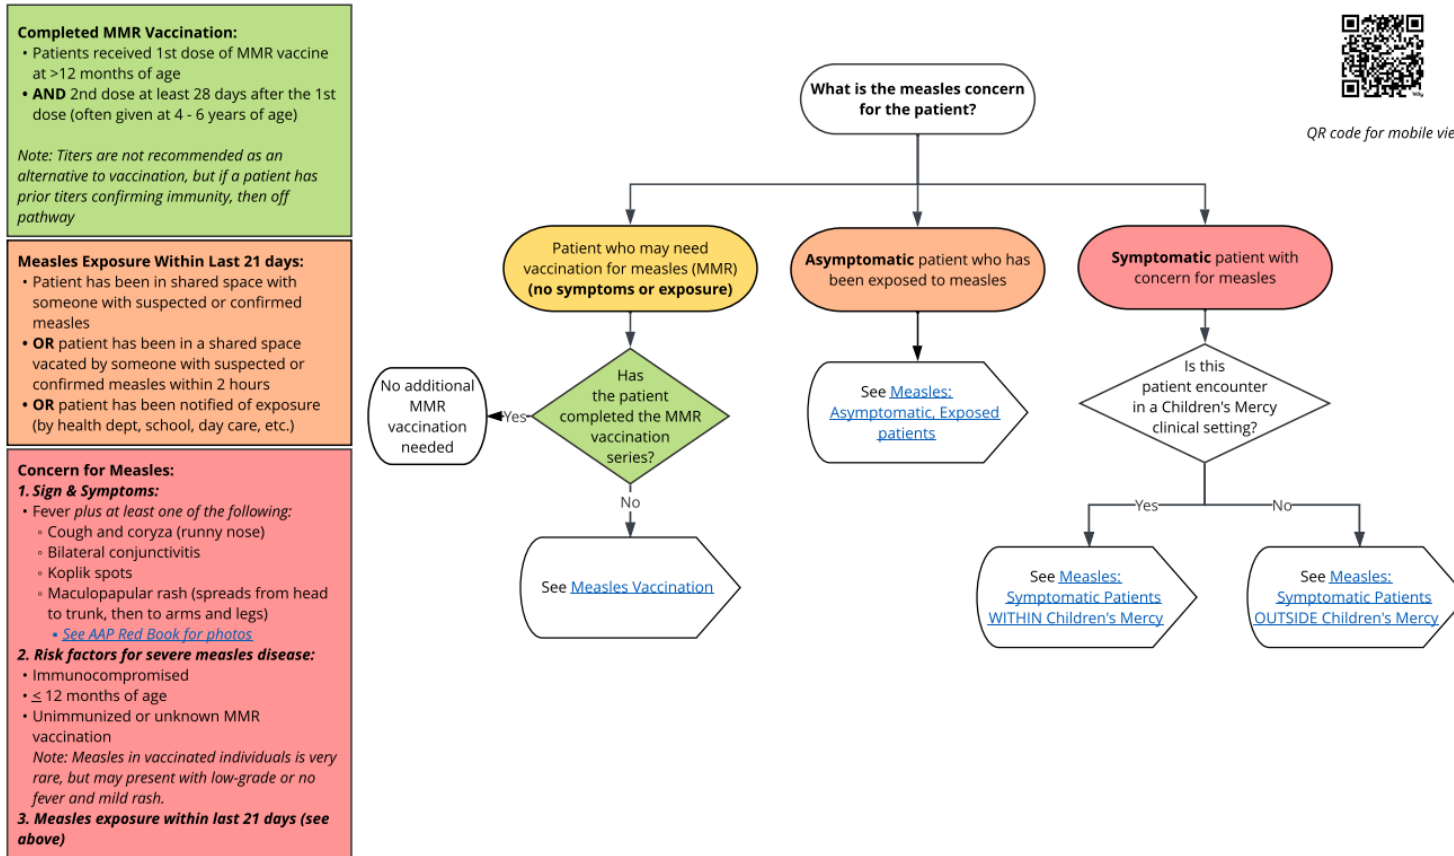 Completed MMR Vaccination:
• Patients received 1st dose of MMR vaccine
at >12 months of age
• AND 2nd dose at least 28 days after the 1st
dose (often given at 4 - 6 years of age)
Note: Titers are not recommended as an
alternative to vaccination, but if a patient has
prior titers confirming immunity, then off
pathway
Measles Exposure Within Last 21 days:
• Patient has been in shared space with
someone with suspected or confirmed
measles
• OR patient has been in a shared space
vacated by someone with suspected or
confirmed measles within 2 hours
• OR patient has been notified of exposure
(by health dept, school, day care, etc.)
Concern for Measles:
1. Sign & Symptoms:
• Fever plus at least one of the following:
◦ Cough and coryza (runny nose)
◦ Bilateral conjunctivitis
◦ Koplik spots
◦ Maculopapular rash (spreads from head
to trunk, then to arms and legs)
▪ See AAP Red Book for photos
2. Risk factors for severe measles disease:
• Immunocompromised
• ≤ 12 months of age
• Unimmunized or unknown MMR
vaccination
Note: Measles in vaccinated individuals is very
rare, but may present with low-grade or no
fever and mild rash.
3. Measles exposure within last 21 days (see
above)
What is the measles concern
for the patient?
QR code for mobile vie
Patient who may need
vaccination for measles (MMR)
(no symptoms or exposure)
Asymptomatic patient who has
been exposed to measles
Symptomatic patient with
concern for measles
Has
the patient
completed the MMR
vaccination
series?
Yes
No additional
MMR
vaccination
needed
No
See Measles Vaccination
See Measles:
Asymptomatic, Exposed
patients
Is this
patient encounter
in a Children's Mercy
clinical setting?
Yes
No
See Measles:
Symptomatic Patients
WITHIN Children's Mercy
See Measles:
Symptomatic Patients
OUTSIDE Children's Mercy